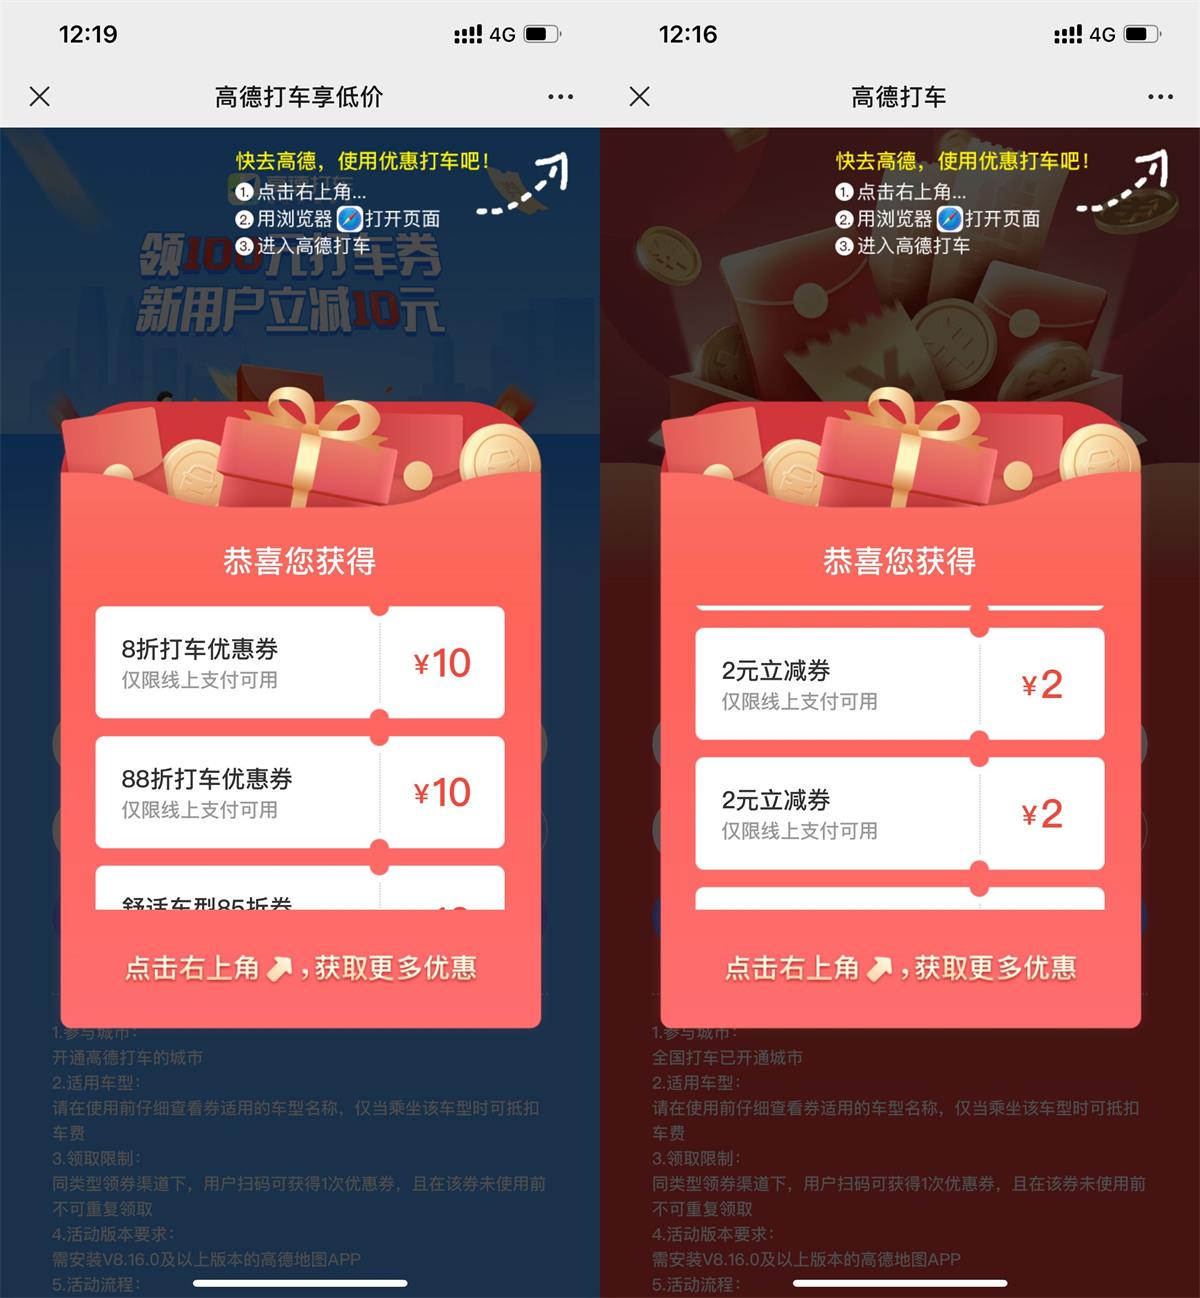 12:19
4G
高德打车享低价
快去高德，使用优惠打车吧！
1.点击右上角...
2.用浏览器打开页面
3.进入高德打车
领100元打车券
新用户立减10元
恭喜您获得
8折打车优惠券
仅限线上支付可用
¥10
88折打车优惠券
仅限线上支付可用
¥10
舒适车型85折券
点击右上角，获取更多优惠
1.参与城市：
开通高德打车的城市
2.适用车型：
请在使用前仔细查看券适用的车型名称，仅当乘坐该车型时可抵扣
车费
3.领取限制：
同类型领券渠道下，用户扫码可获得1次优惠券，且在该券未使用前
不可重复领取
4.活动版本要求：
需安装V8.16.0及以上版本的高德地图APP
5.活动流程：
12:16
4G
高德打车
快去高德，使用优惠打车吧！
1.点击右上角...
2.用浏览器打开页面
3.进入高德打车
恭喜您获得
2元立减券
仅限线上支付可用
¥2
2元立减券
仅限线上支付可用
¥2
点击右上角，获取更多优惠
1.参与城市：
全国打车已开通城市
2.适用车型：
请在使用前仔细查看券适用的车型名称，仅当乘坐该车型时可抵扣
车费
3.领取限制：
同类型领券渠道下，用户扫码可获得1次优惠券，且在该券未使用前
不可重复领取
4.活动版本要求：
需安装V8.16.0及以上版本的高德地图APP
5.活动流程：